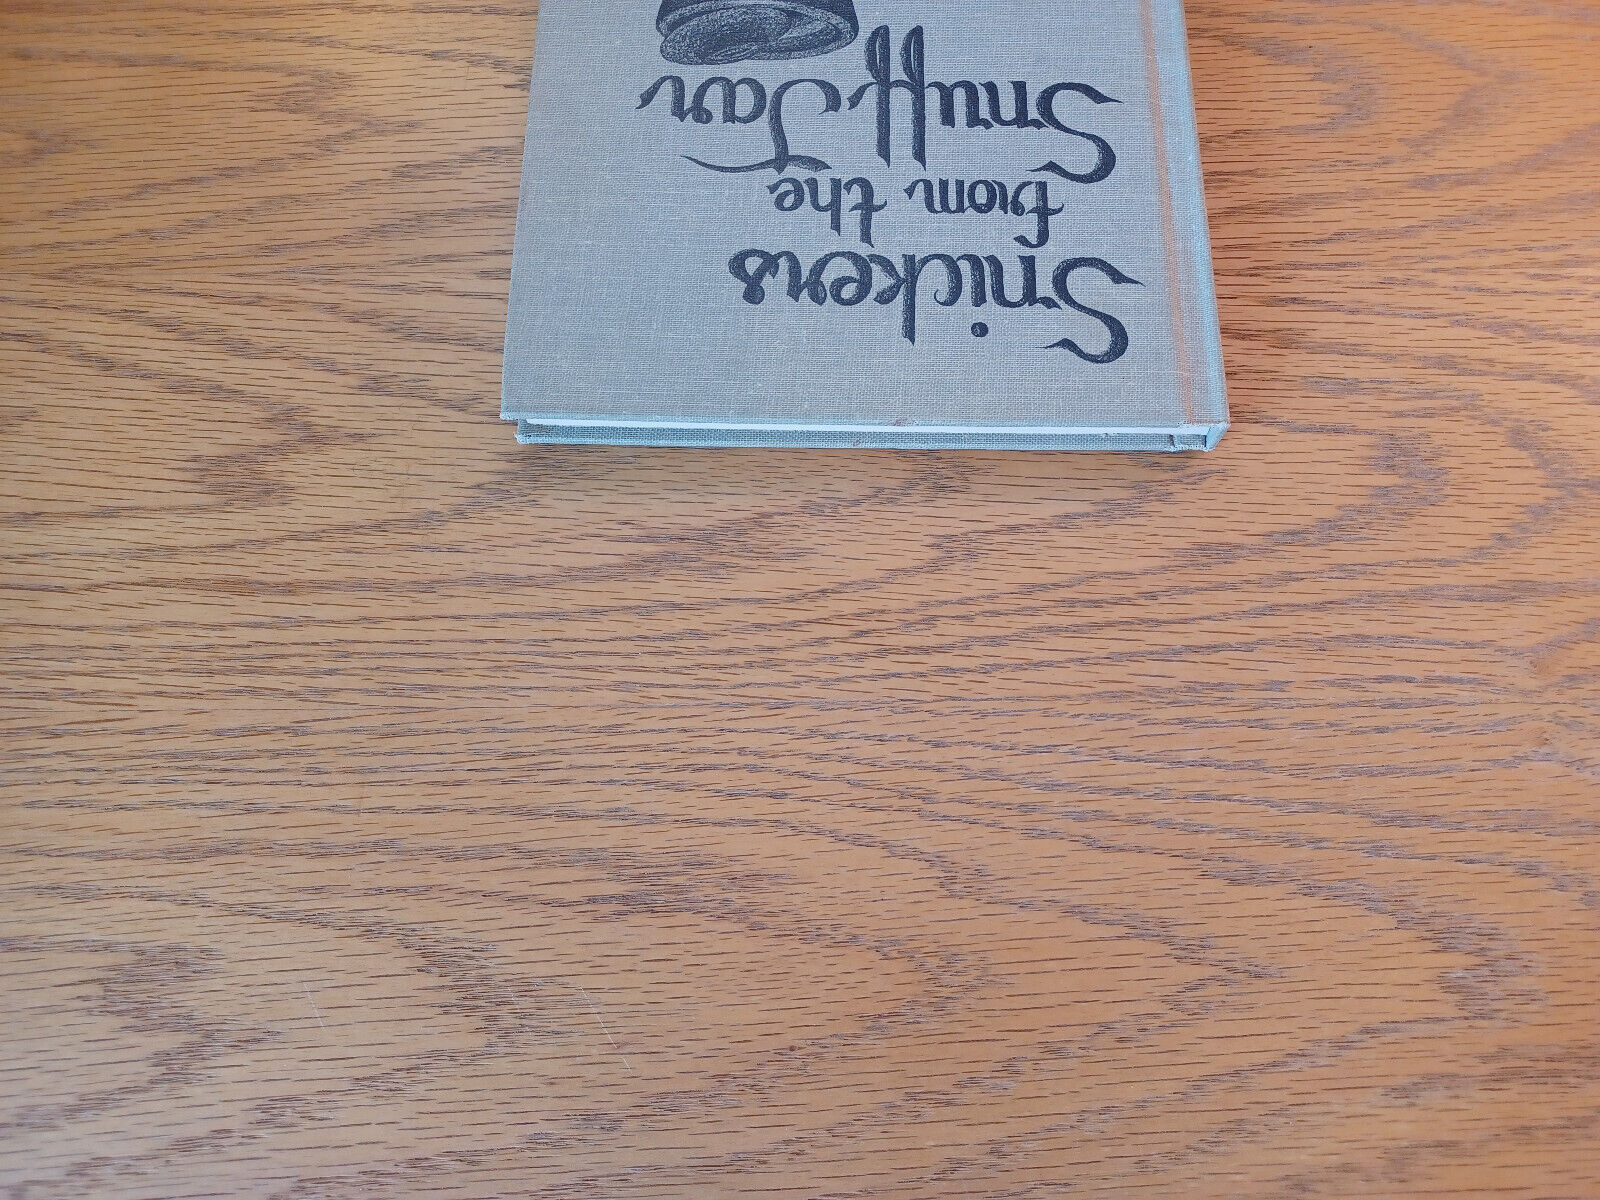 Snickers
from the
Snuff Jar